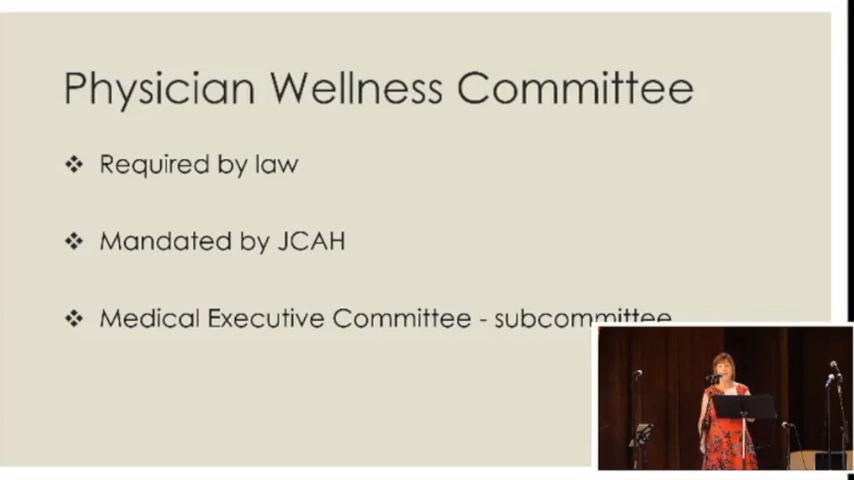 Physician Wellness Committee
❖ Required by law
❖ Mandated by JCAH
❖ Medical Executive Committee - subcommittee